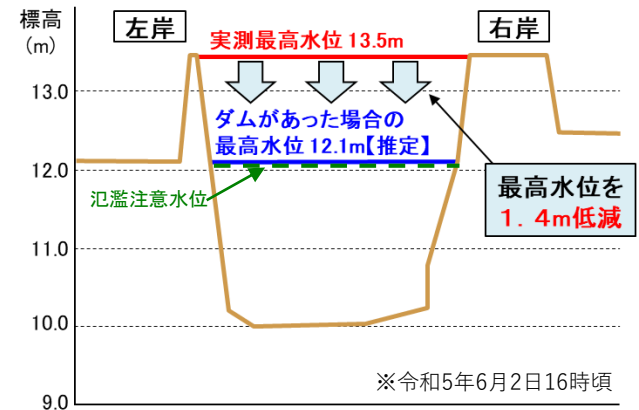 標高
（m）
左岸
右岸
実測最高水位 13.5m
13.0
ダムがあった場合の
最高水位 12.1m【推定】
12.0
氾濫注意水位
最高水位を
1．4m低減
11.0
10.0
※令和5年6月2日16時頃
9.0